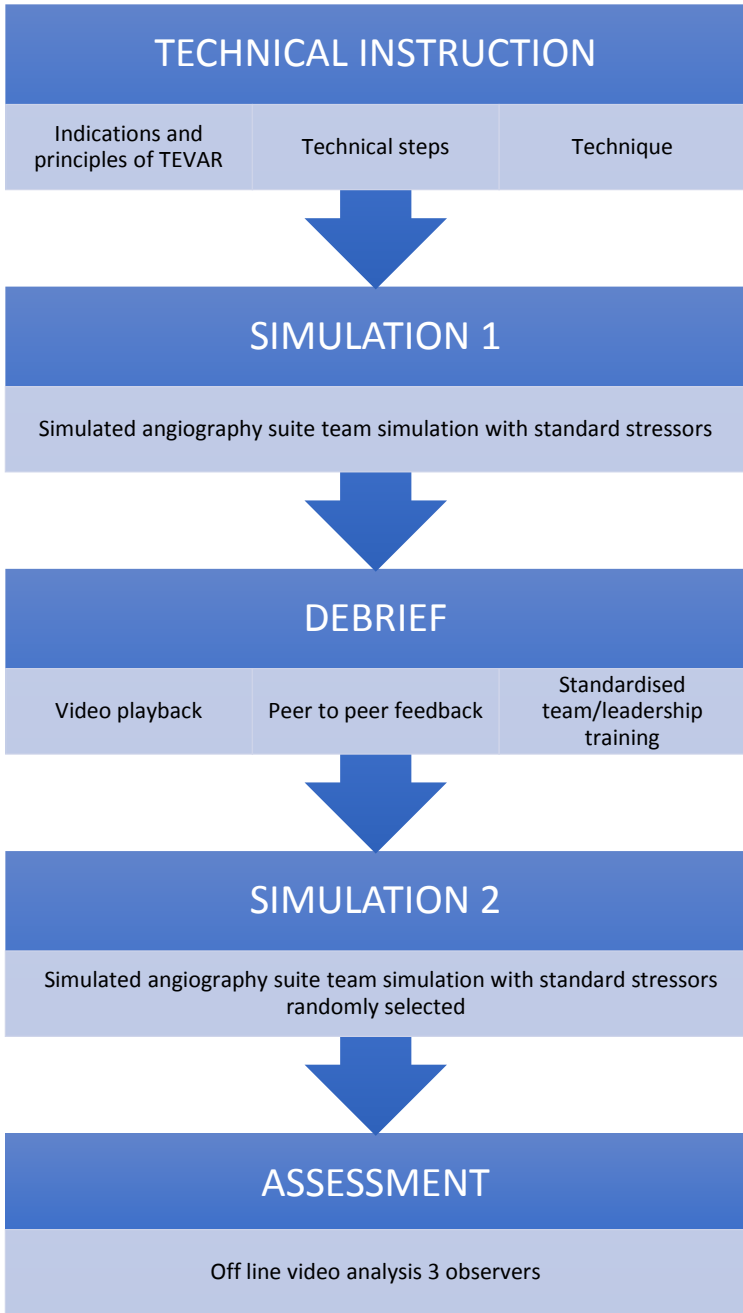 TECHNICAL INSTRUCTION
Indications and
principles of TEVAR
Technical steps
Technique
SIMULATION 1
Simulated angiography suite team simulation with standard stressors
DEBRIEF
Video playback
Peer to peer feedback
Standardised
team/leadership
training
SIMULATION 2
Simulated angiography suite team simulation with standard stressors
randomly selected
ASSESSMENT
Off line video analysis 3 observers